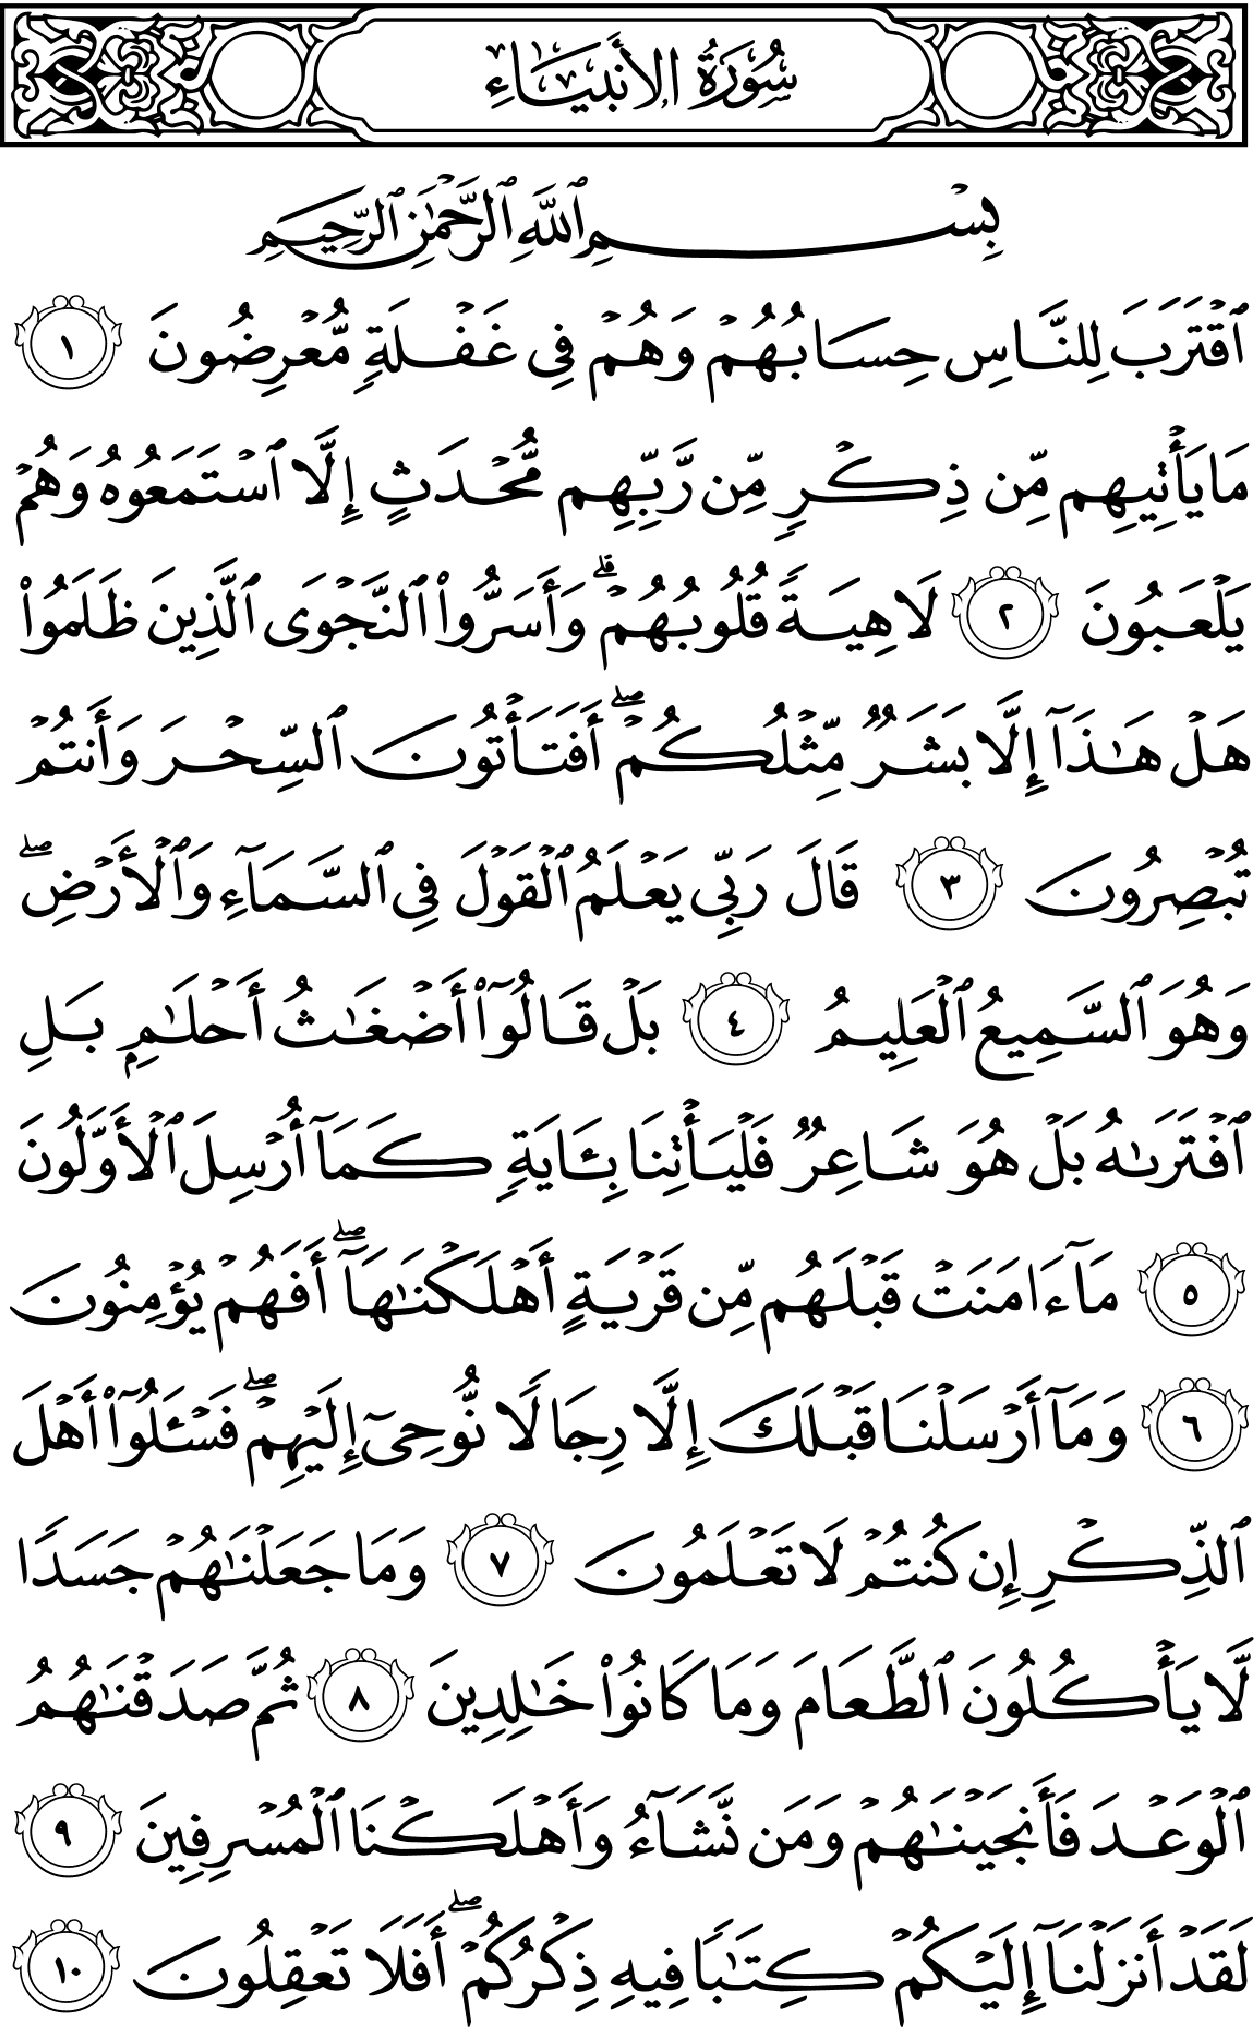 سُورَةُ الأَنبِيَاءِ
بِسْمِ ٱللَّهِ ٱلرَّحْمَٰنِ ٱلرَّحِيمِ
ٱقْتَرَبَ لِلنَّاسِ حِسَابُهُمْ وَهُمْ فِى غَفْلَةٍ مُّعْرِضُونَ ١
مَا يَأْتِيهِم مِّن ذِكْرٍ مِّن رَّبِّهِم مُّحْدَثٍ إِلَّا ٱسْتَمَعُوهُ وَهُمْ
يَلْعَبُونَ ٢ لَاهِيَةً قُلُوبُهُمْ ۗ وَأَسَرُّوا۟ ٱلنَّجْوَى ٱلَّذِينَ ظَلَمُوا۟
هَلْ هَٰذَآ إِلَّا بَشَرٌ مِّثْلُكُمْ ۖ أَفَتَأْتُونَ ٱلسِّحْرَ وَأَنتُمْ
تُبْصِرُونَ ٣ قَالَ رَبِّى يَعْلَمُ ٱلْقَوْلَ فِى ٱلسَّمَآءِ وَٱلْأَرْضِ ۖ
وَهُوَ ٱلسَّمِيعُ ٱلْعَلِيمُ ٤ بَلْ قَالُوٓا۟ أَضْغَٰثُ أَحْلَٰمٍۭ بَلِ
ٱفْتَرَىٰهُ بَلْ هُوَ شَاعِرٌ فَلْيَأْتِنَا بِـَٔايَةٍ كَمَآ أُرْسِلَ ٱلْأَوَّلُونَ
٥ مَآ ءَامَنَتْ قَبْلَهُم مِّن قَرْيَةٍ أَهْلَكْنَٰهَآ ۖ أَفَهُمْ يُؤْمِنُونَ
٦ وَمَآ أَرْسَلْنَا قَبْلَكَ إِلَّا رِجَالًا نُّوحِىٓ إِلَيْهِمْ ۖ فَسْـَٔلُوٓا۟ أَهْلَ
ٱلذِّكْرِ إِن كُنتُمْ لَا تَعْلَمُونَ ٧ وَمَا جَعَلْنَٰهُمْ جَسَدًا
لَّا يَأْكُلُونَ ٱلطَّعَامَ وَمَا كَانُوا۟ خَٰلِدِينَ ٨ ثُمَّ صَدَقْنَٰهُمُ
ٱلْوَعْدَ فَأَنجَيْنَٰهُمْ وَمَن نَّشَآءُ وَأَهْلَكْنَا ٱلْمُسْرِفِينَ ٩
لَقَدْ أَنزَلْنَآ إِلَيْكُمْ كِتَٰبًا فِيهِ ذِكْرُكُمْ ۖ أَفَلَا تَعْقِلُونَ ١٠